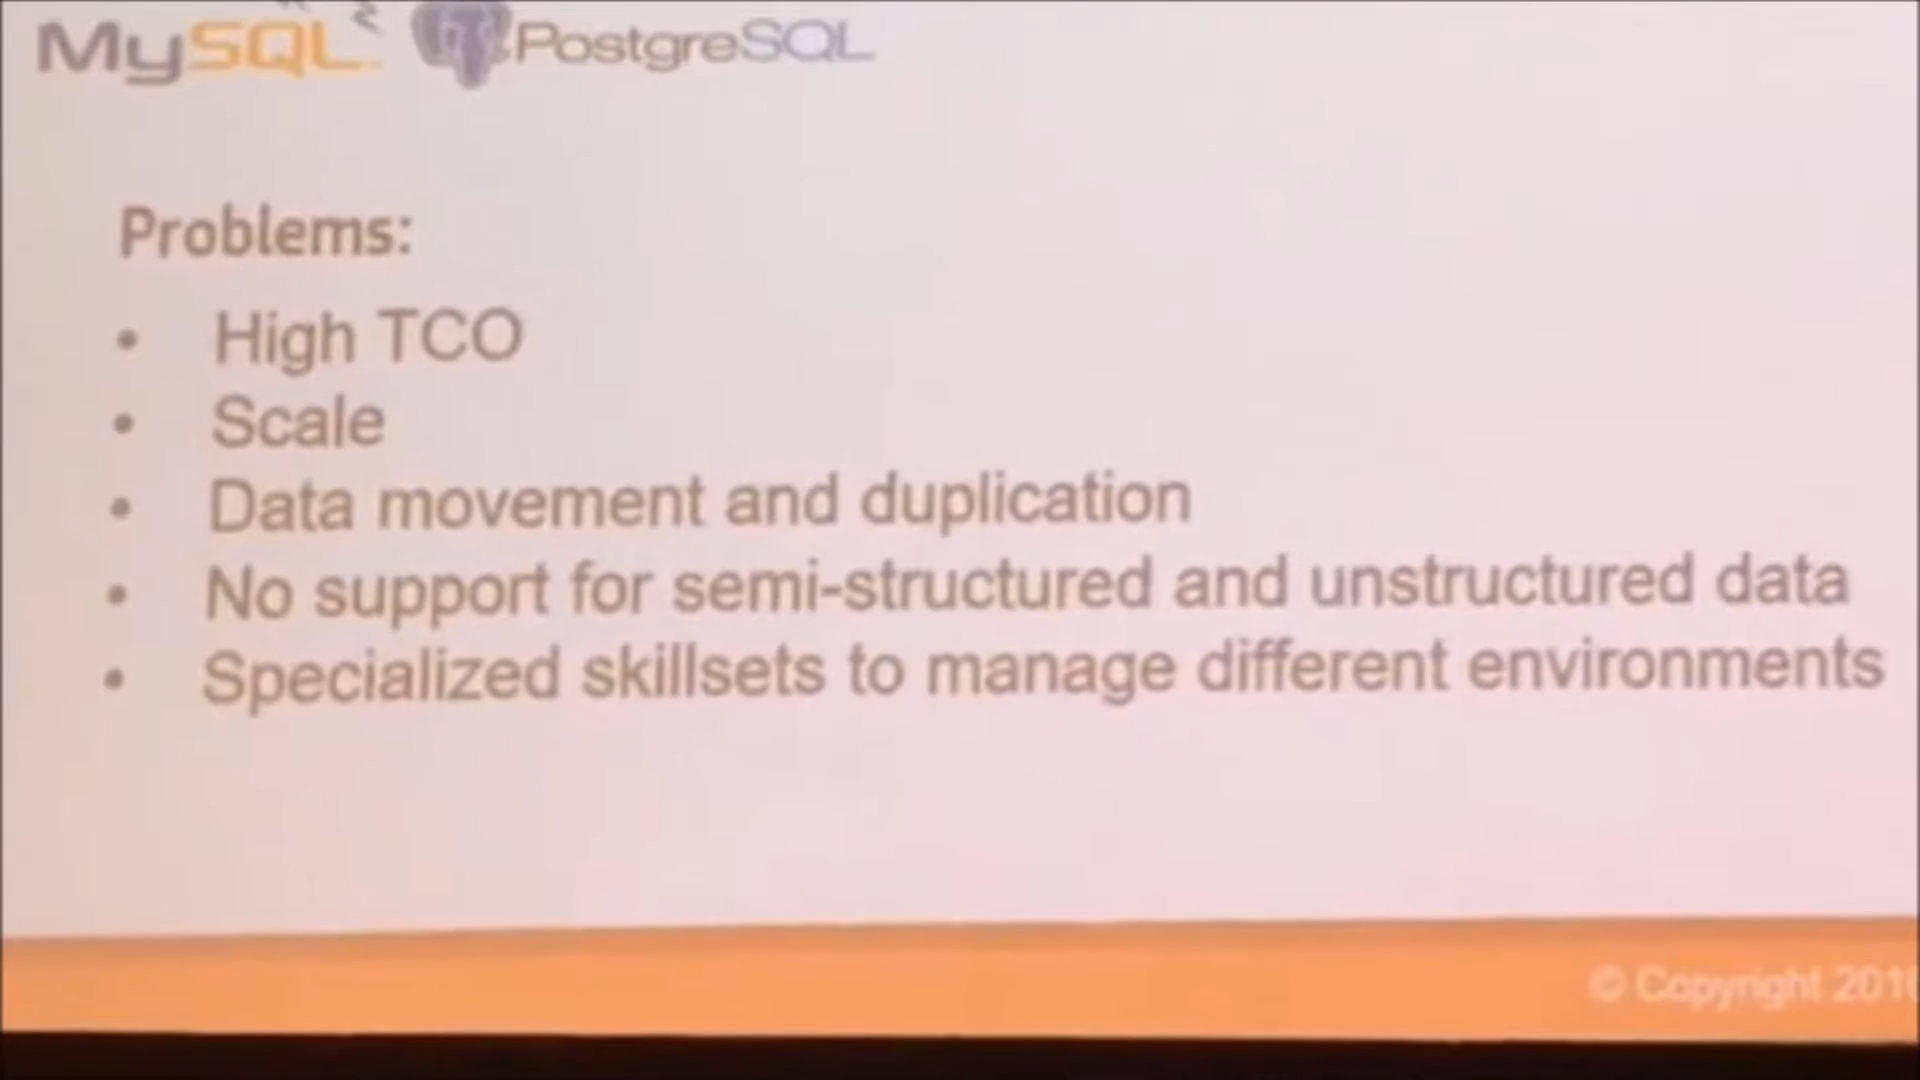 MySQL PostgreSQL
Problems:
• High TCO
• Scale
• Data movement and duplication
• No support for semi-structured and unstructured data
• Specialized skillsets to manage different environments
© Copyright